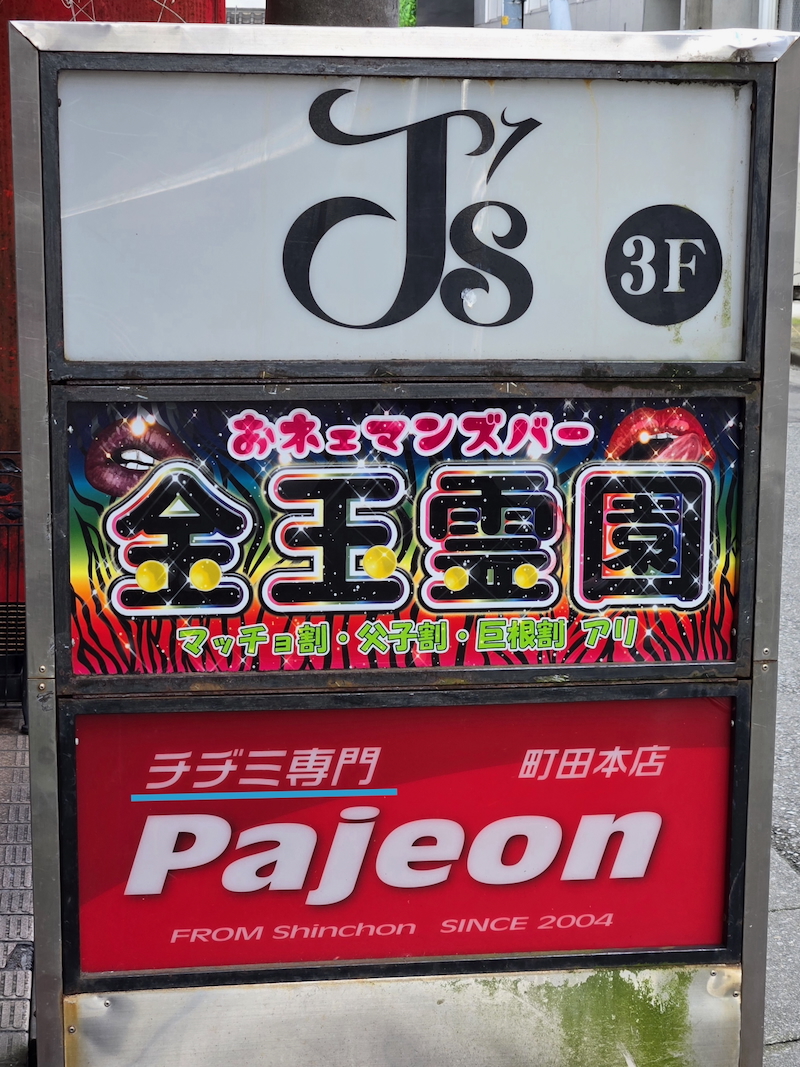 J's
3F
おネェマンズバー
金玉霊園
マッチョ割・父子割・巨根割 アリ
チヂミ専門 町田本店
Pajeon
FROM Shinchon SINCE 2004